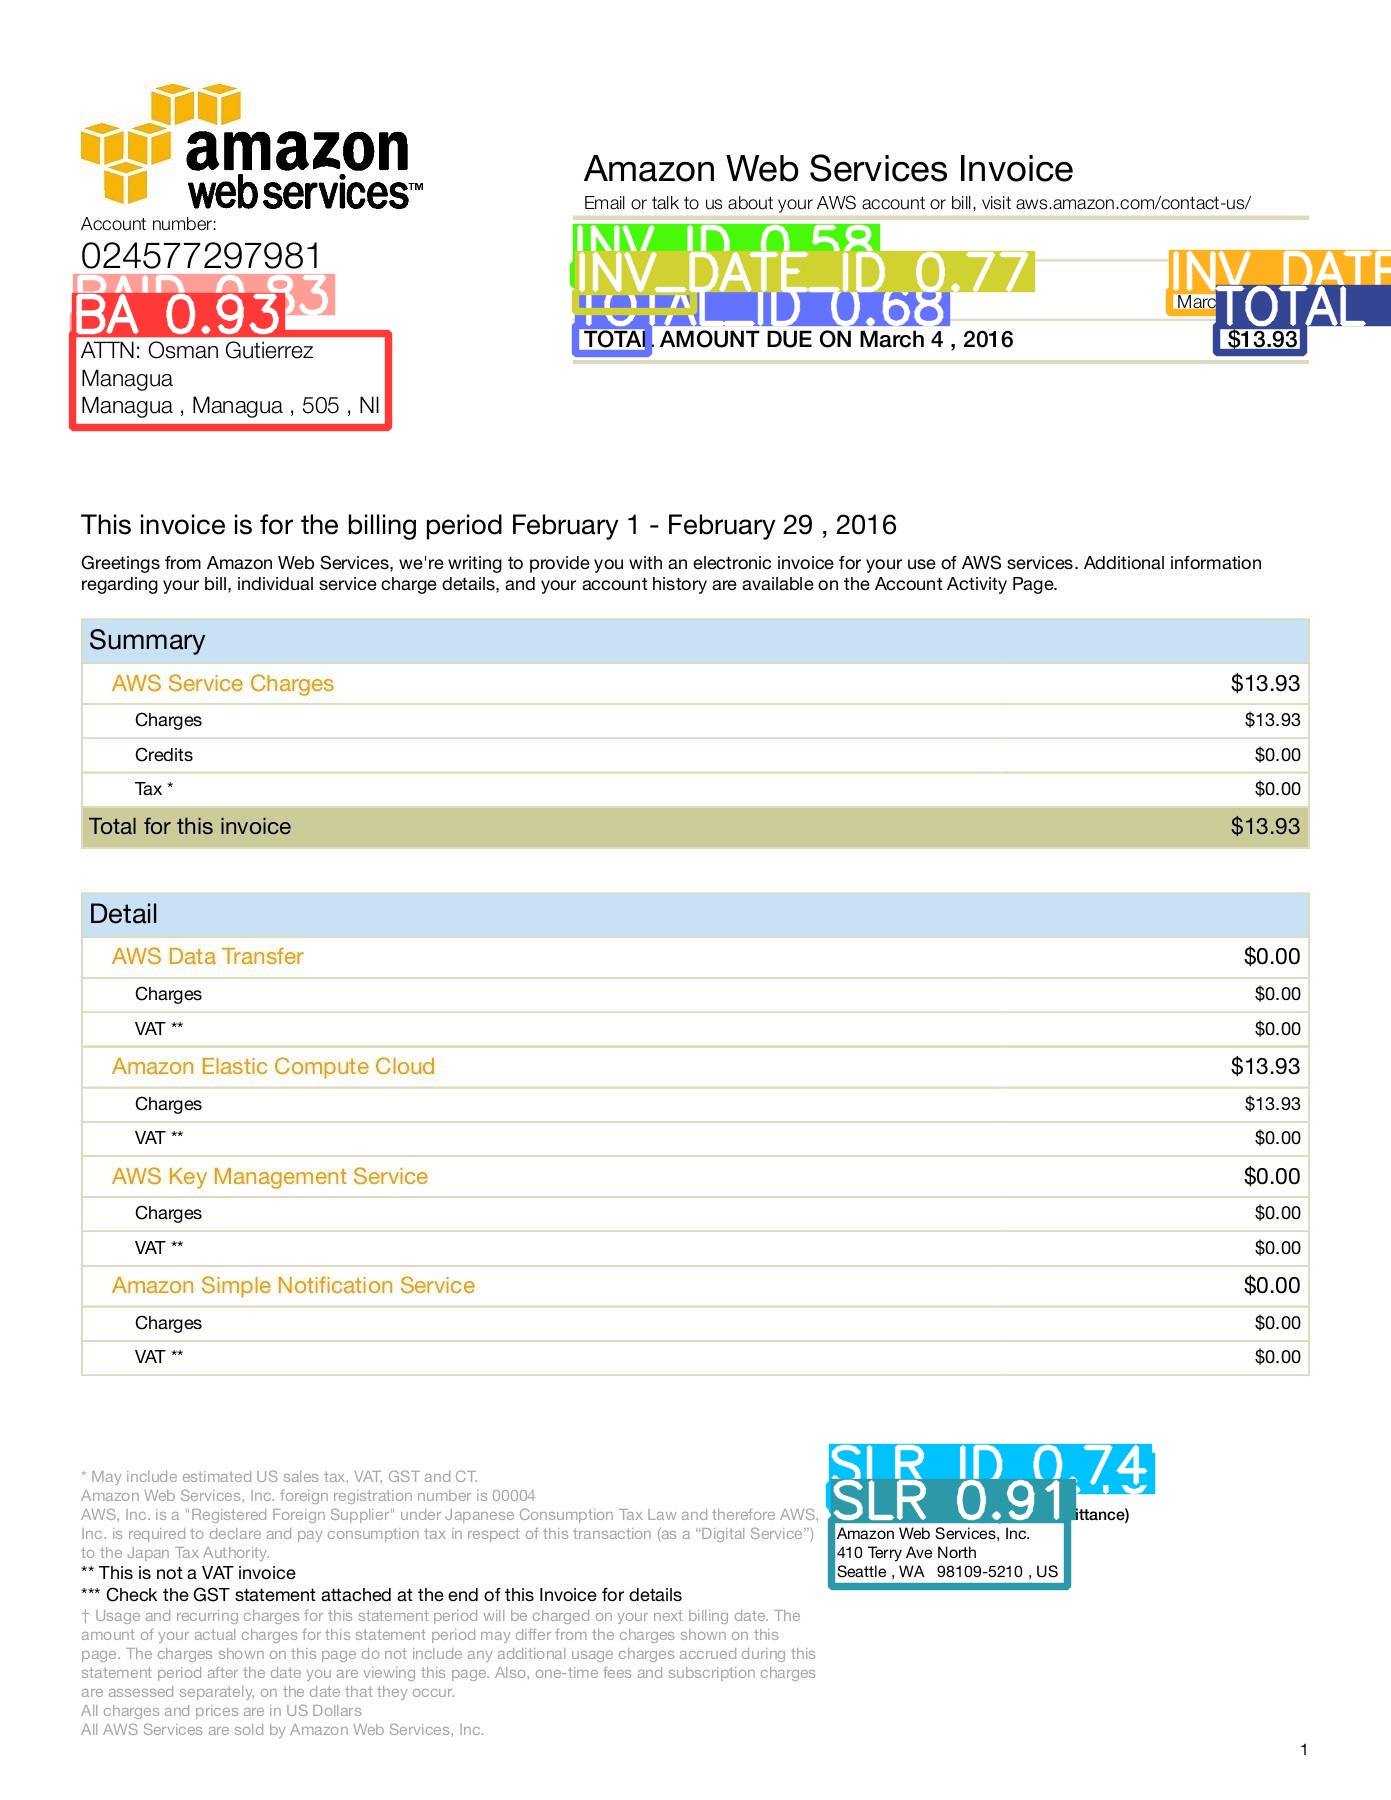 amazon
webservices™
Account number:
024577297981
BAID 0.83
BA 0.93
ATTN: Osman Gutierrez
Managua
Managua , Managua , 505 , NI
Amazon Web Services Invoice
Email or talk to us about your AWS account or bill, visit aws.amazon.com/contact-us/
INV_ID 0.58
INV_DATE_ID 0.77
INV_DATE
TOTAL_ID 0.68
TOTAL
TOTAL AMOUNT DUE ON March 4 , 2016 $13.93
This invoice is for the billing period February 1 - February 29 , 2016
Greetings from Amazon Web Services, we're writing to provide you with an electronic invoice for your use of AWS services. Additional information
regarding your bill, individual service charge details, and your account history are available on the Account Activity Page.
Summary
AWS Service Charges $13.93
Charges $13.93
Credits $0.00
Tax * $0.00
Total for this invoice $13.93
Detail
AWS Data Transfer $0.00
Charges $0.00
VAT ** $0.00
Amazon Elastic Compute Cloud $13.93
Charges $13.93
VAT ** $0.00
AWS Key Management Service $0.00
Charges $0.00
VAT ** $0.00
Amazon Simple Notification Service $0.00
Charges $0.00
VAT ** $0.00
* May include estimated US sales tax, VAT, GST and CT.
Amazon Web Services, Inc. foreign registration number is 00004
AWS, Inc. is a "Registered Foreign Supplier" under Japanese Consumption Tax Law and therefore AWS,
Inc. is required to declare and pay consumption tax in respect of this transaction (as a “Digital Service”)
to the Japan Tax Authority.
** This is not a VAT invoice
*** Check the GST statement attached at the end of this Invoice for details
† Usage and recurring charges for this statement period will be charged on your next billing date. The
amount of your actual charges for this statement period may differ from the charges shown on this
page. The charges shown on this page do not include any additional usage charges accrued during this
statement period after the date you are viewing this page. Also, one-time fees and subscription charges
are assessed separately, on the date that they occur.
All charges and prices are in US Dollars
All AWS Services are sold by Amazon Web Services, Inc.
SLR_ID 0.74
SLR 0.91
Amazon Web Services, Inc.
410 Terry Ave North
Seattle , WA 98109-5210 , US
1